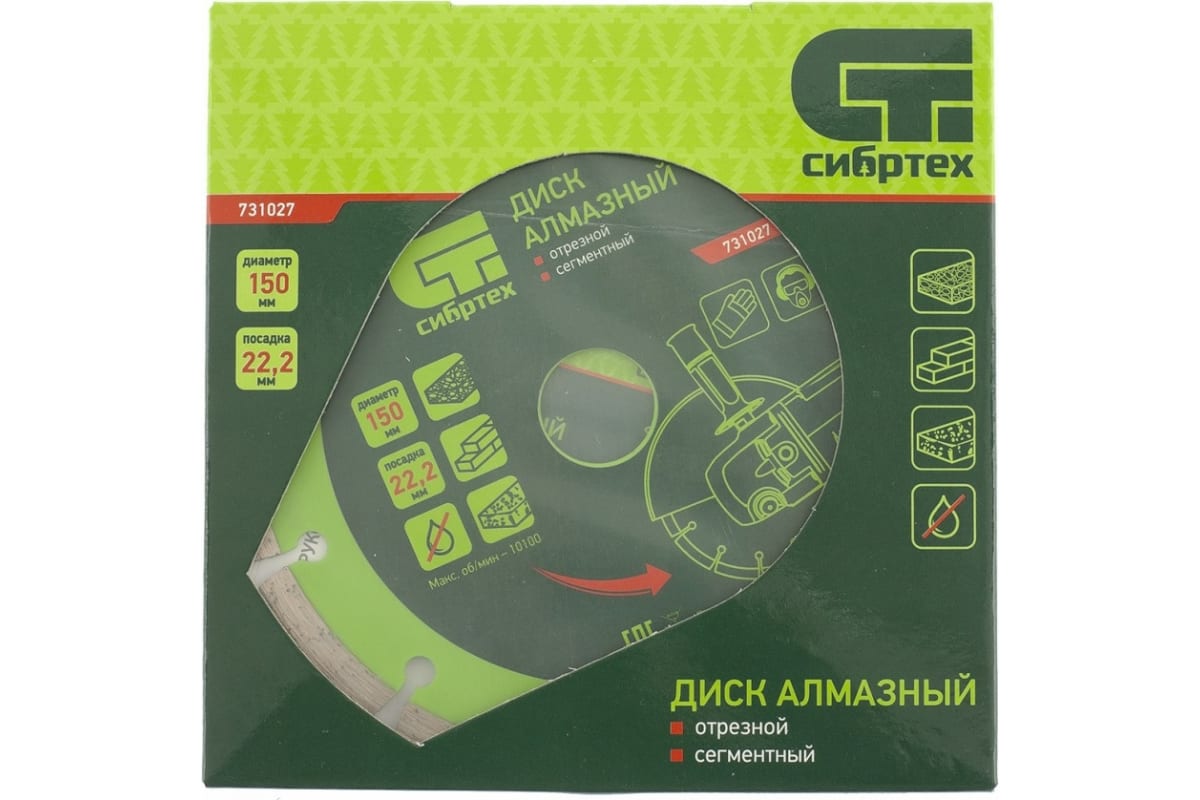 сибртех
731027
диаметр
150
мм
посадка
22,2
мм
ДИСК
АЛМАЗНЫЙ
отрезной
сегментный
731027
сибртех
диаметр
150
мм
посадка
22,2
мм
Макс. об/мин – 10100
ДИСК АЛМАЗНЫЙ
отрезной
сегментный